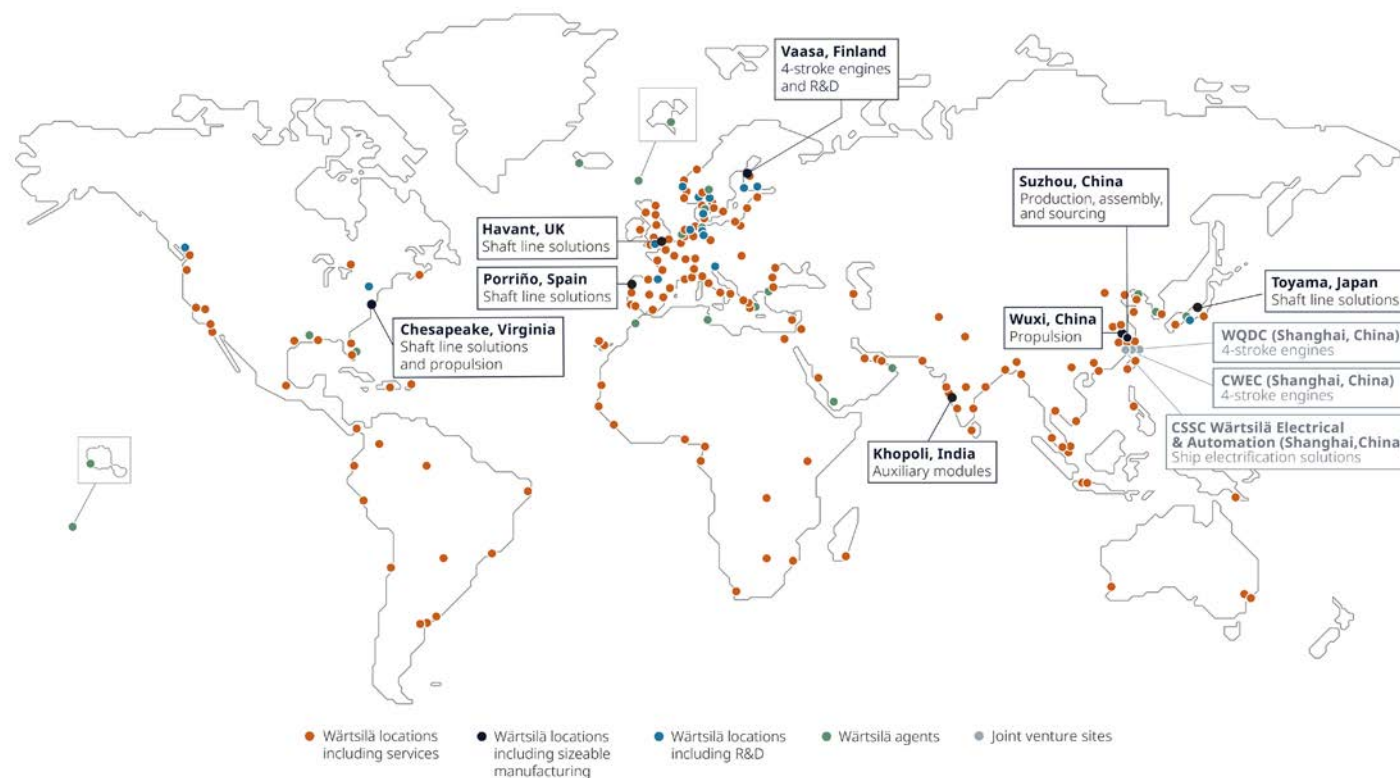 Vaasa, Finland
4-stroke engines
and R&D
Suzhou, China
Production, assembly,
and sourcing
Havant, UK
Shaft line solutions
Porriño, Spain
Shaft line solutions
Toyama, Japan
Shaft line solutions
Chesapeake, Virginia
Shaft line solutions
and propulsion
Wuxi, China
Propulsion
WQDC (Shanghai, China)
4-stroke engines
CWEC (Shanghai, China)
4-stroke engines
CSSC Wärtsilä Electrical
& Automation (Shanghai,China
Ship electrification solutions
Khopoli, India
Auxiliary modules
Wärtsilä locations
including services
Wärtsilä locations
including sizeable
manufacturing
Wärtsilä locations
including R&D
Wärtsilä agents
Joint venture sites